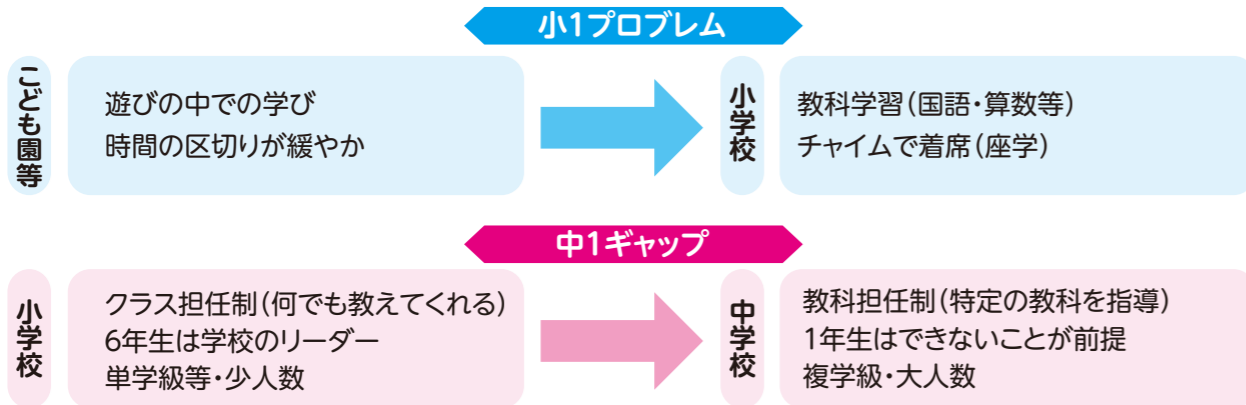 小1プロブレム
こども園等
遊びの中での学び
時間の区切りが緩やか
小学校
教科学習(国語・算数等)
チャイムで着席(座学)
中1ギャップ
小学校
クラス担任制(何でも教えてくれる)
6年生は学校のリーダー
単学級等・少人数
中学校
教科担任制(特定の教科を指導)
1年生はできないことが前提
複学級・大人数